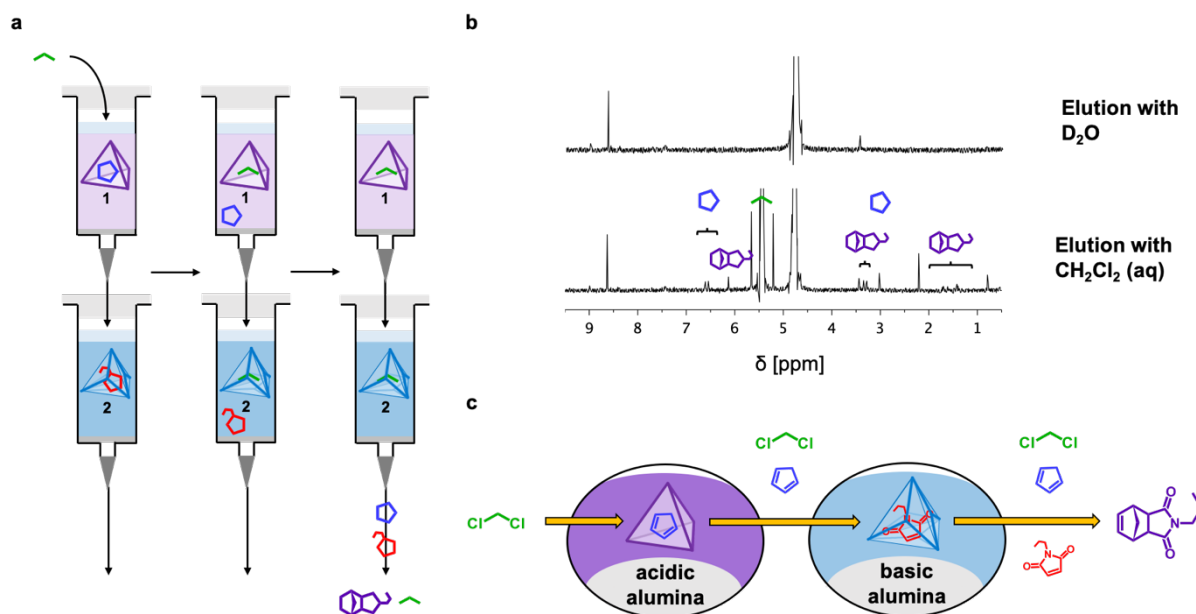 a
1
1
1
2
2
2
b
Elution with
D₂O
Elution with
CH₂Cl₂ (aq)
9 8 7 6 5 4 3 2 1
δ [ppm]
c
Cl Cl
acidic
alumina
Cl Cl
basic
alumina
O N O
Cl Cl
O N O
O N O